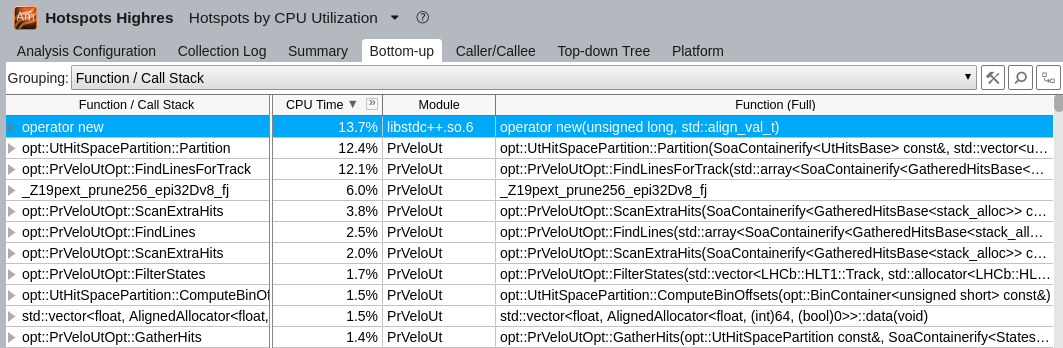 Hotspots Highres Hotspots by CPU Utilization
Analysis Configuration Collection Log Summary Bottom-up Caller/Callee Top-down Tree Platform
Grouping: Function / Call Stack
Function / Call Stack CPU Time Module Function (Full)
operator new 13.7% libstdc++.so.6 operator new(unsigned long, std::align_val_t)
opt::UtHitSpacePartition::Partition 12.4% PrVeloUt opt::UtHitSpacePartition::Partition(SoaContainerify<UtHitsBase> const&, std::vector<u…
opt::PrVeloUtOpt::FindLinesForTrack 12.1% PrVeloUt opt::PrVeloUtOpt::FindLinesForTrack(std::array<SoaContainerify<GatheredHitsBase<…
_Z19pext_prune256_epi32Dv8_fj 6.0% PrVeloUt _Z19pext_prune256_epi32Dv8_fj
opt::PrVeloUtOpt::ScanExtraHits 3.8% PrVeloUt opt::PrVeloUtOpt::ScanExtraHits(SoaContainerify<GatheredHitsBase<stack_alloc>> c…
opt::PrVeloUtOpt::FindLines 2.5% PrVeloUt opt::PrVeloUtOpt::FindLines(std::array<SoaContainerify<GatheredHitsBase<stack_all…
opt::PrVeloUtOpt::ScanExtraHits 2.0% PrVeloUt opt::PrVeloUtOpt::ScanExtraHits(SoaContainerify<GatheredHitsBase<stack_alloc>> c…
opt::PrVeloUtOpt::FilterStates 1.7% PrVeloUt opt::PrVeloUtOpt::FilterStates(std::vector<LHCb::HLT1::Track, std::allocator<LHCb::HL…
opt::UtHitSpacePartition::ComputeBinOf 1.5% PrVeloUt opt::UtHitSpacePartition::ComputeBinOffsets(opt::BinContainer<unsigned short> const&)
std::vector<float, AlignedAllocator<float, 1.5% PrVeloUt std::vector<float, AlignedAllocator<float, (int)64, (bool)0>>::data(void)
opt::PrVeloUtOpt::GatherHits 1.4% PrVeloUt opt::PrVeloUtOpt::GatherHits(opt::UtHitSpacePartition const&, SoaContainerify<States…